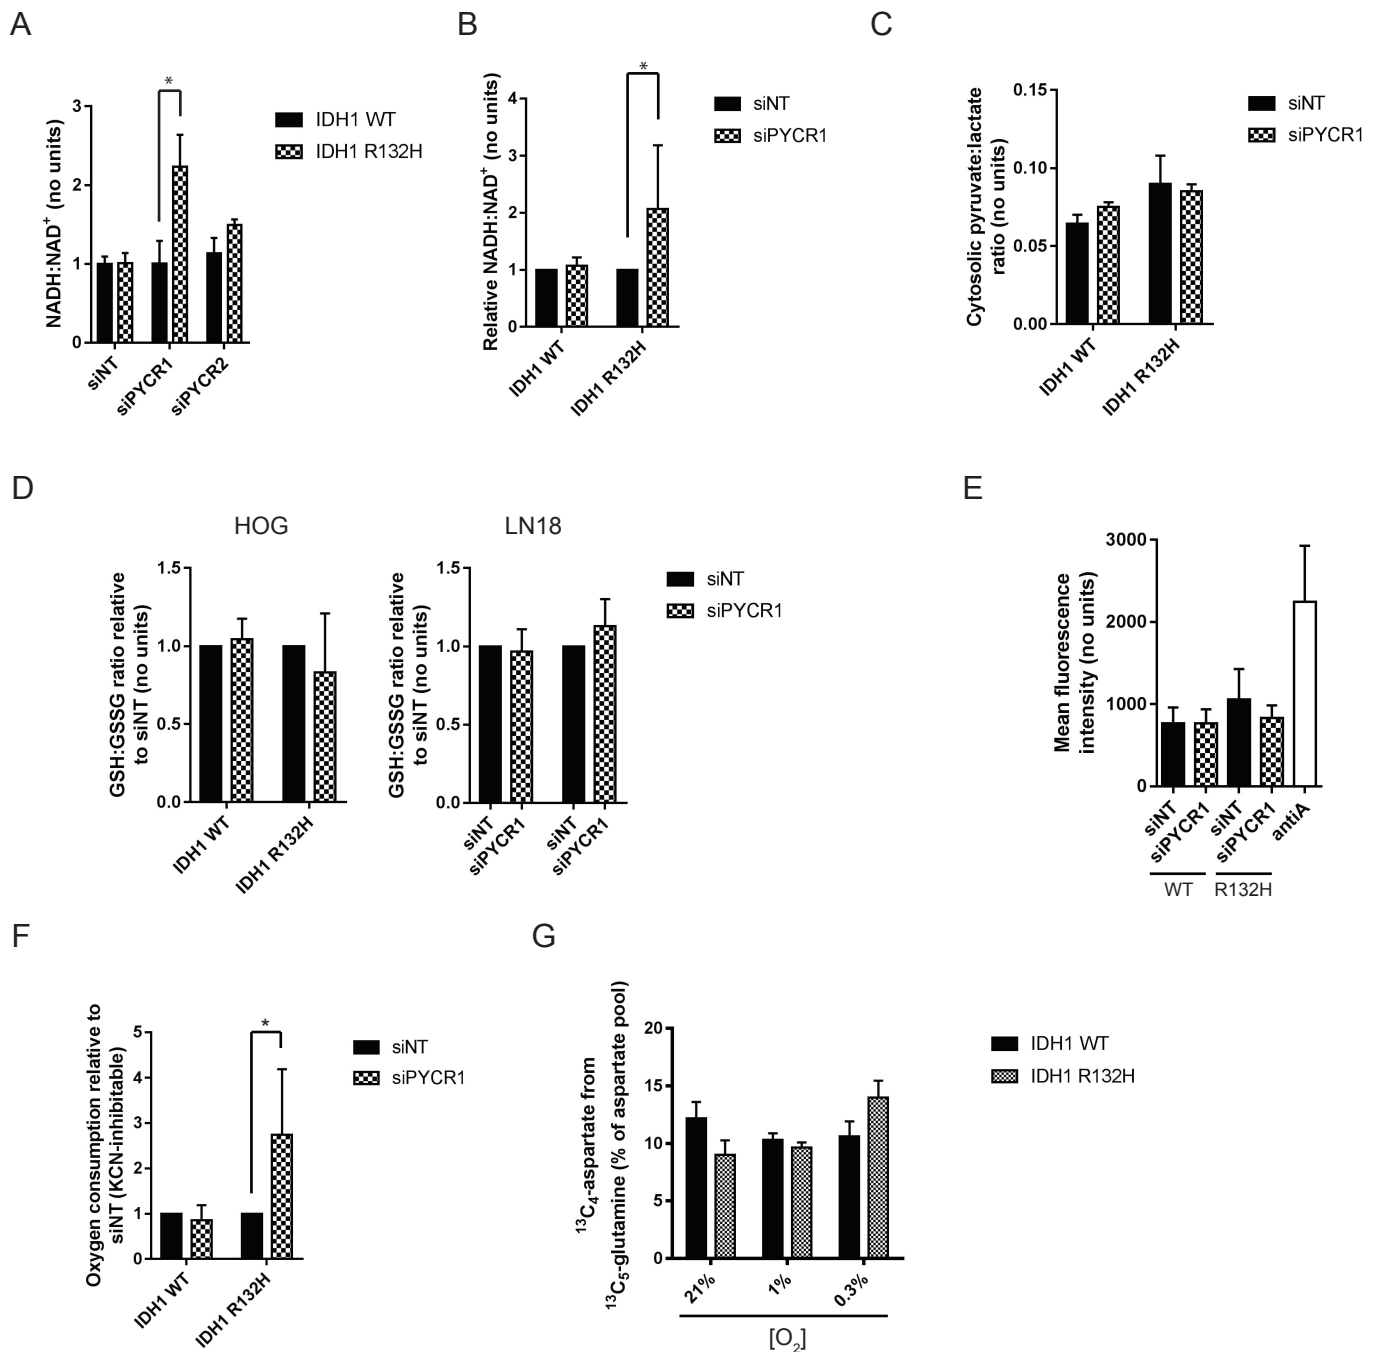 A
NADH:NAD+ (no units)
3
2
1
0
*
siNT
siPYCR1
siPYCR2
IDH1 WT
IDH1 R132H
B
Relative NADH:NAD+ (no units)
4
3
2
1
0
*
IDH1 WT
IDH1 R132H
siNT
siPYCR1
C
Cytosolic pyruvate:lactate
ratio (no units)
0.15
0.10
0.05
0.00
IDH1 WT
IDH1 R132H
siNT
siPYCR1
D
HOG
GSH:GSSG ratio relative
to siNT (no units)
1.5
1.0
0.5
0.0
IDH1 WT
IDH1 R132H
LN18
GSH:GSSG ratio relative
to siNT (no units)
1.5
1.0
0.5
0.0
siNT
siPYCR1
siNT
siPYCR1
siNT
siPYCR1
E
Mean fluorescence
intensity (no units)
3000
2000
1000
0
siNT
siPYCR1
siNT
siPYCR1
antiA
WT
R132H
F
Oxygen consumption relative to
siNT (KCN-inhibitable)
5
4
3
2
1
0
*
IDH1 WT
IDH1 R132H
siNT
siPYCR1
G
13C4-aspartate from
13C5-glutamine (% of aspartate pool)
20
15
10
5
0
21%
1%
0.3%
[O2]
IDH1 WT
IDH1 R132H